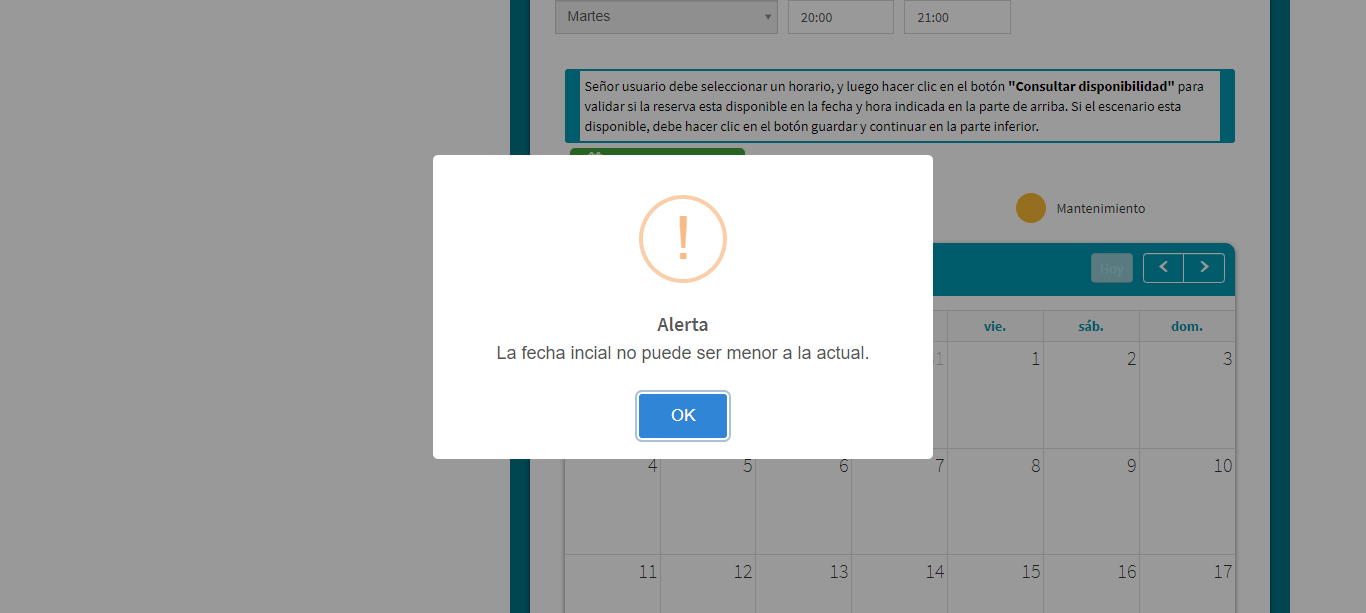 Martes 20:00 21:00
Señor usuario debe seleccionar un horario, y luego hacer clic en el botón "Consultar disponibilidad" para
validar si la reserva esta disponible en la fecha y hora indicada en la parte de arriba. Si el escenario esta
disponible, debe hacer clic en el botón guardar y continuar en la parte inferior.
Mantenimiento
Hoy
Alerta
La fecha incial no puede ser menor a la actual.
OK
vie. sáb. dom.
1 2 3
4 5 6 7 8 9 10
11 12 13 14 15 16 17